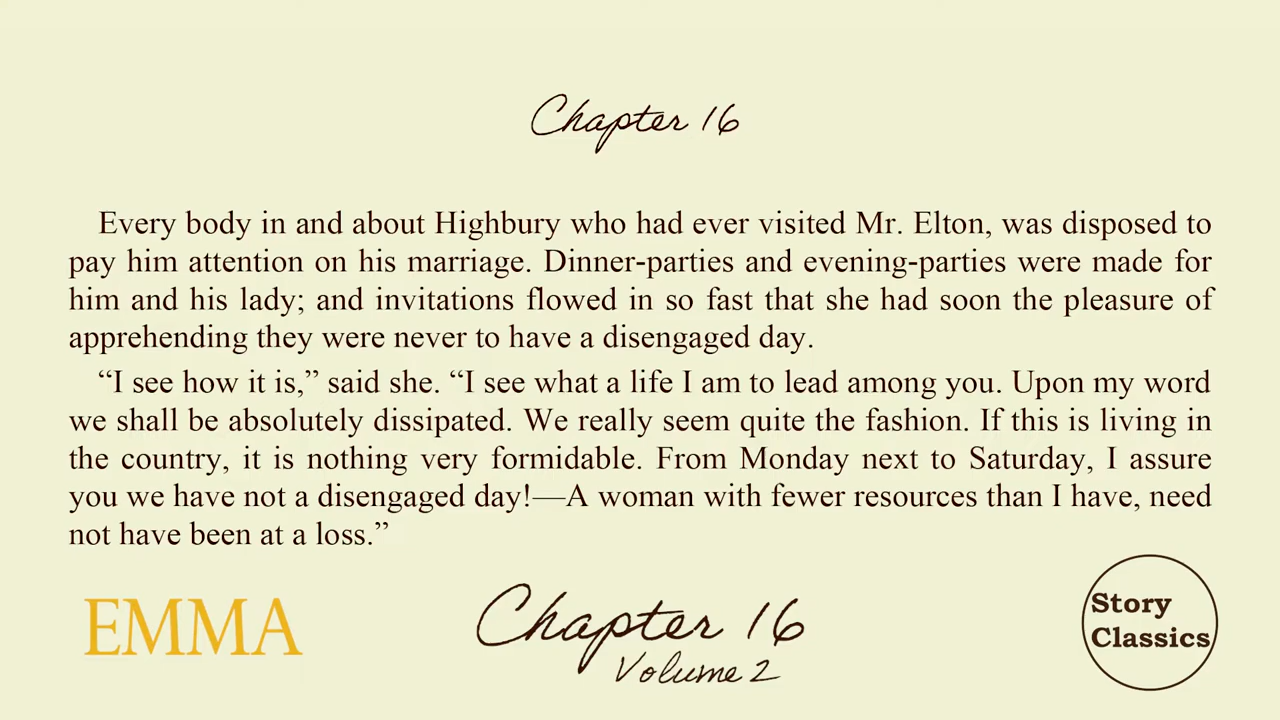 Chapter 16
Every body in and about Highbury who had ever visited Mr. Elton, was disposed to
pay him attention on his marriage. Dinner-parties and evening-parties were made for
him and his lady; and invitations flowed in so fast that she had soon the pleasure of
apprehending they were never to have a disengaged day.
“I see how it is,” said she. “I see what a life I am to lead among you. Upon my word
we shall be absolutely dissipated. We really seem quite the fashion. If this is living in
the country, it is nothing very formidable. From Monday next to Saturday, I assure
you we have not a disengaged day!—A woman with fewer resources than I have, need
not have been at a loss.”
EMMA
Chapter 16
Volume 2
Story
Classics